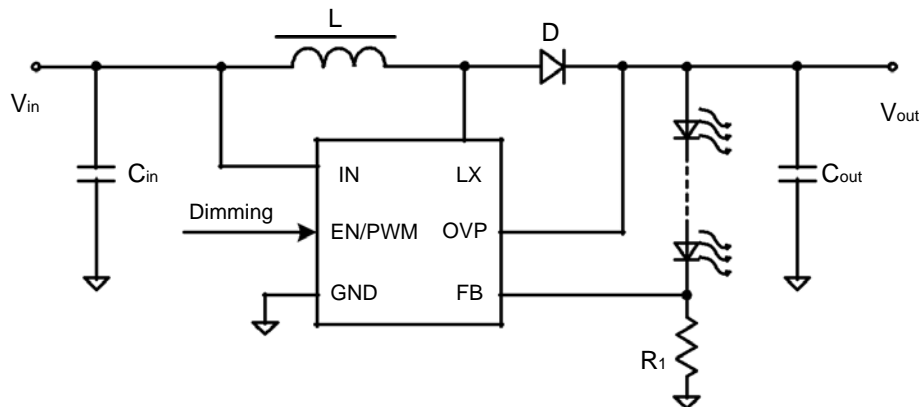 L
D
Vin
Vout
Cin
IN
LX
Cout
Dimming
EN/PWM
OVP
GND
FB
R1